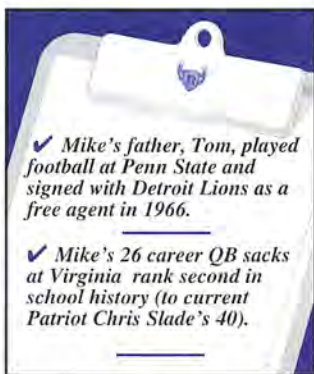 ✔ Mike's father, Tom, played
football at Penn State and
signed with Detroit Lions as a
free agent in 1966.
✔ Mike's 26 career QB sacks
at Virginia rank second in
school history (to current
Patriot Chris Slade's 40).